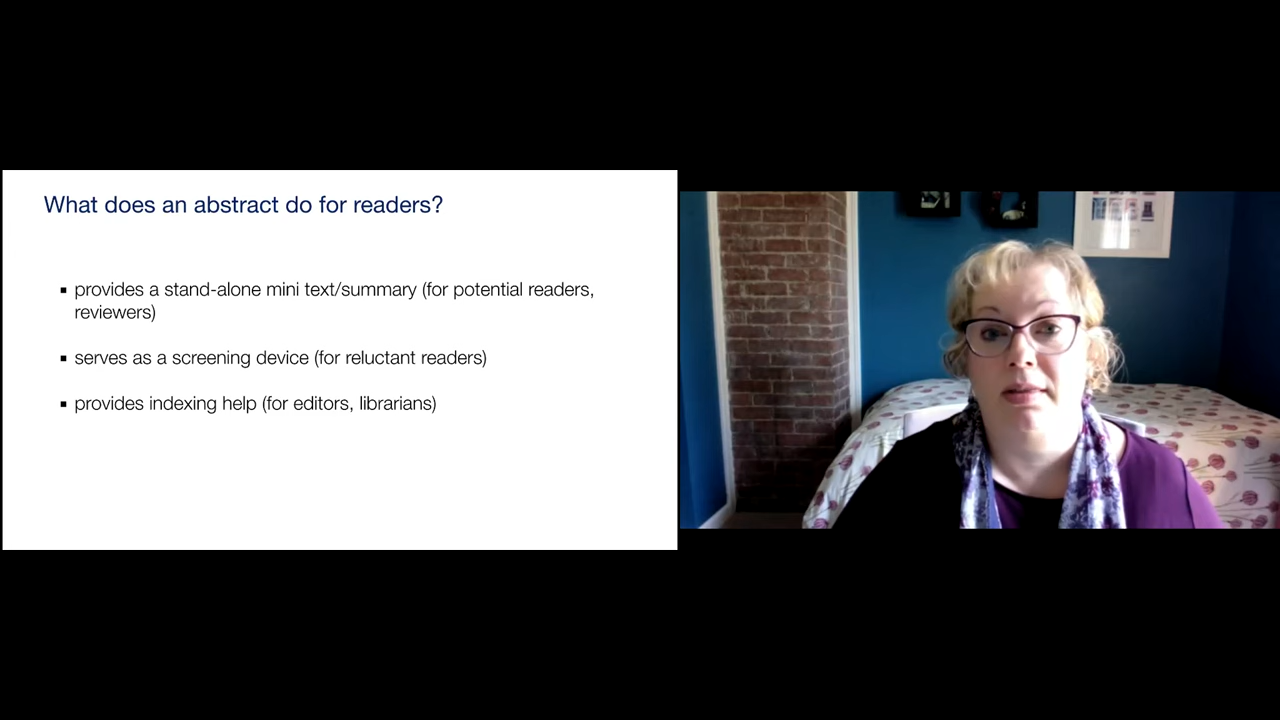 What does an abstract do for readers?
▪ provides a stand-alone mini text/summary (for potential readers,
reviewers)
▪ serves as a screening device (for reluctant readers)
▪ provides indexing help (for editors, librarians)